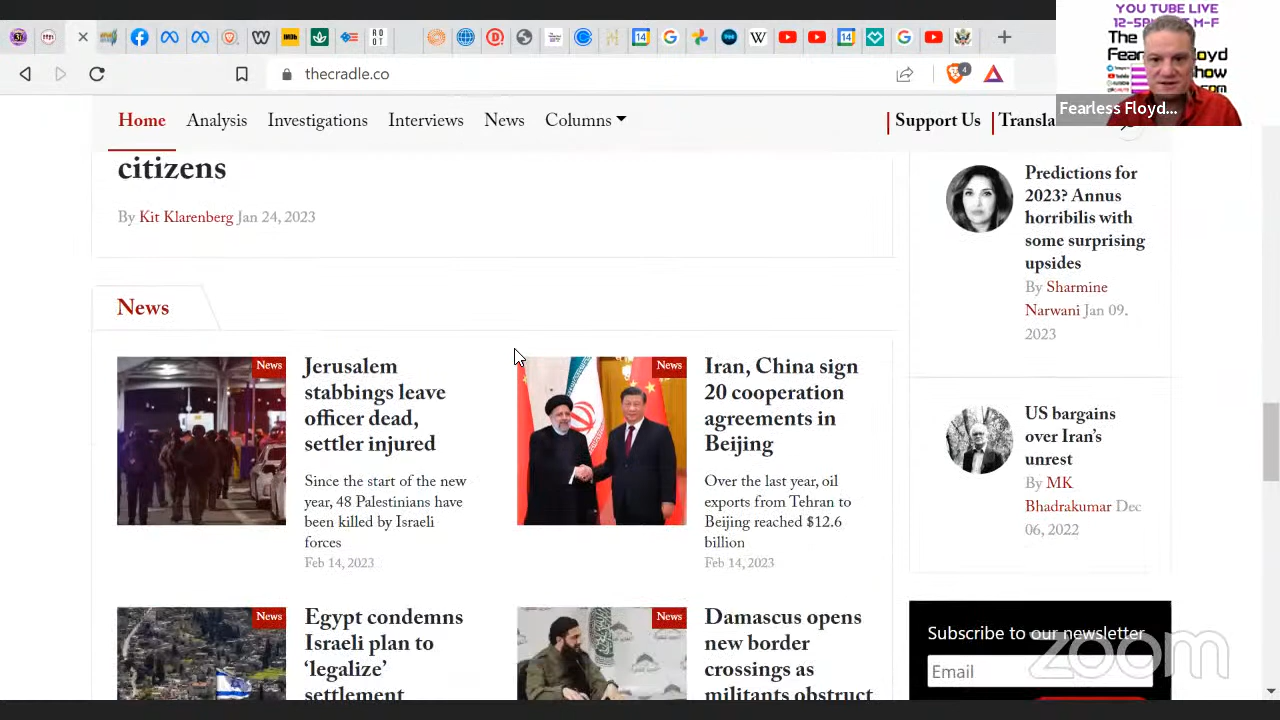 YOU TUBE LIVE
The
Show
Fearless Floyd...
thecradle.co
4
Home
Analysis
Investigations
Interviews
News
Columns
Support Us
citizens
By Kit Klarenberg Jan 24, 2023
News
News
Jerusalem
stabbings leave
officer dead,
settler injured
Since the start of the new
year, 48 Palestinians have
been killed by Israeli
forces
Feb 14, 2023
News
Iran, China sign
20 cooperation
agreements in
Beijing
Over the last year, oil
exports from Tehran to
Beijing reached $12.6
billion
Feb 14, 2023
News
Egypt condemns
Israeli plan to
‘legalize’
settlement
News
Damascus opens
new border
crossings as
militants obstruct
Predictions for
2023? Annus
horribilis with
some surprising
upsides
By Sharmine
Narwani Jan 09,
2023
US bargains
over Iran’s
unrest
By MK
Bhadrakumar Dec
06, 2022
Subscribe to our newsletter
Email
zoom